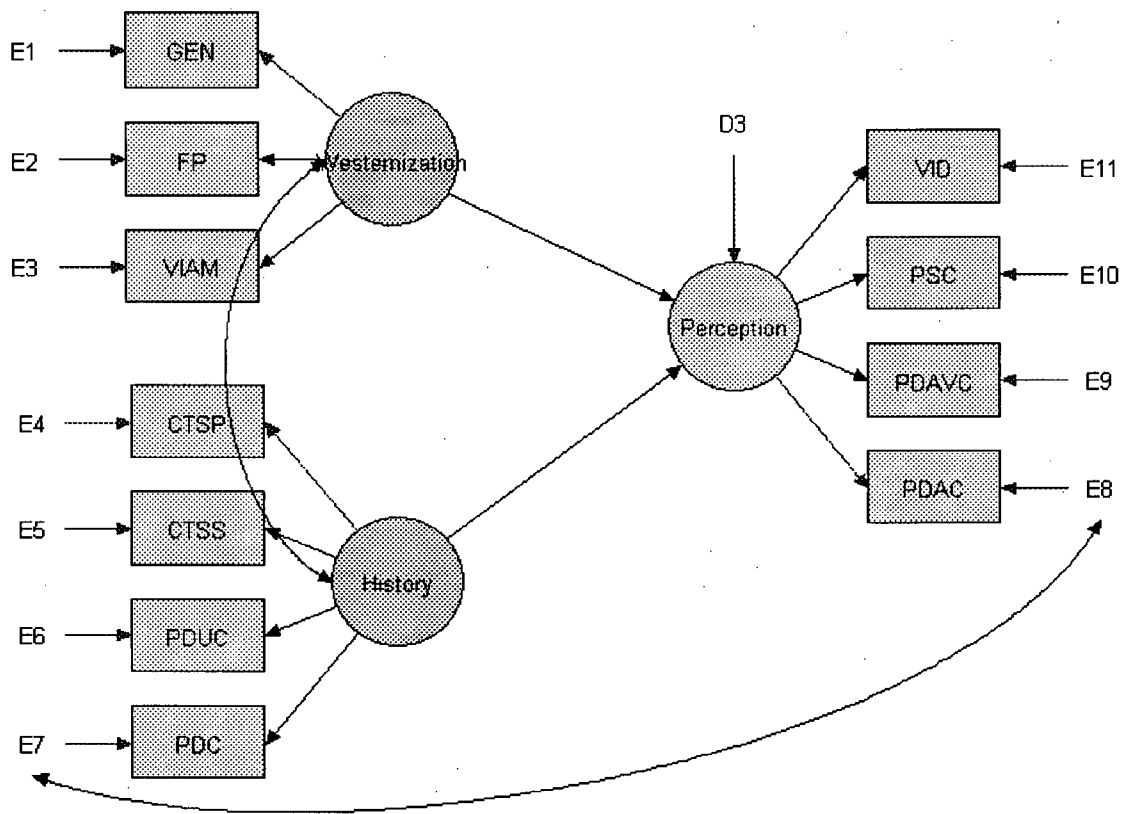 E1
GEN
E2
FP
Vesternization
E3
VIAM
D3
VID
E11
PSC
E10
Perception
PDAVC
E9
PDAC
E8
E4
CTSP
E5
CTSS
History
E6
PDUC
E7
PDC